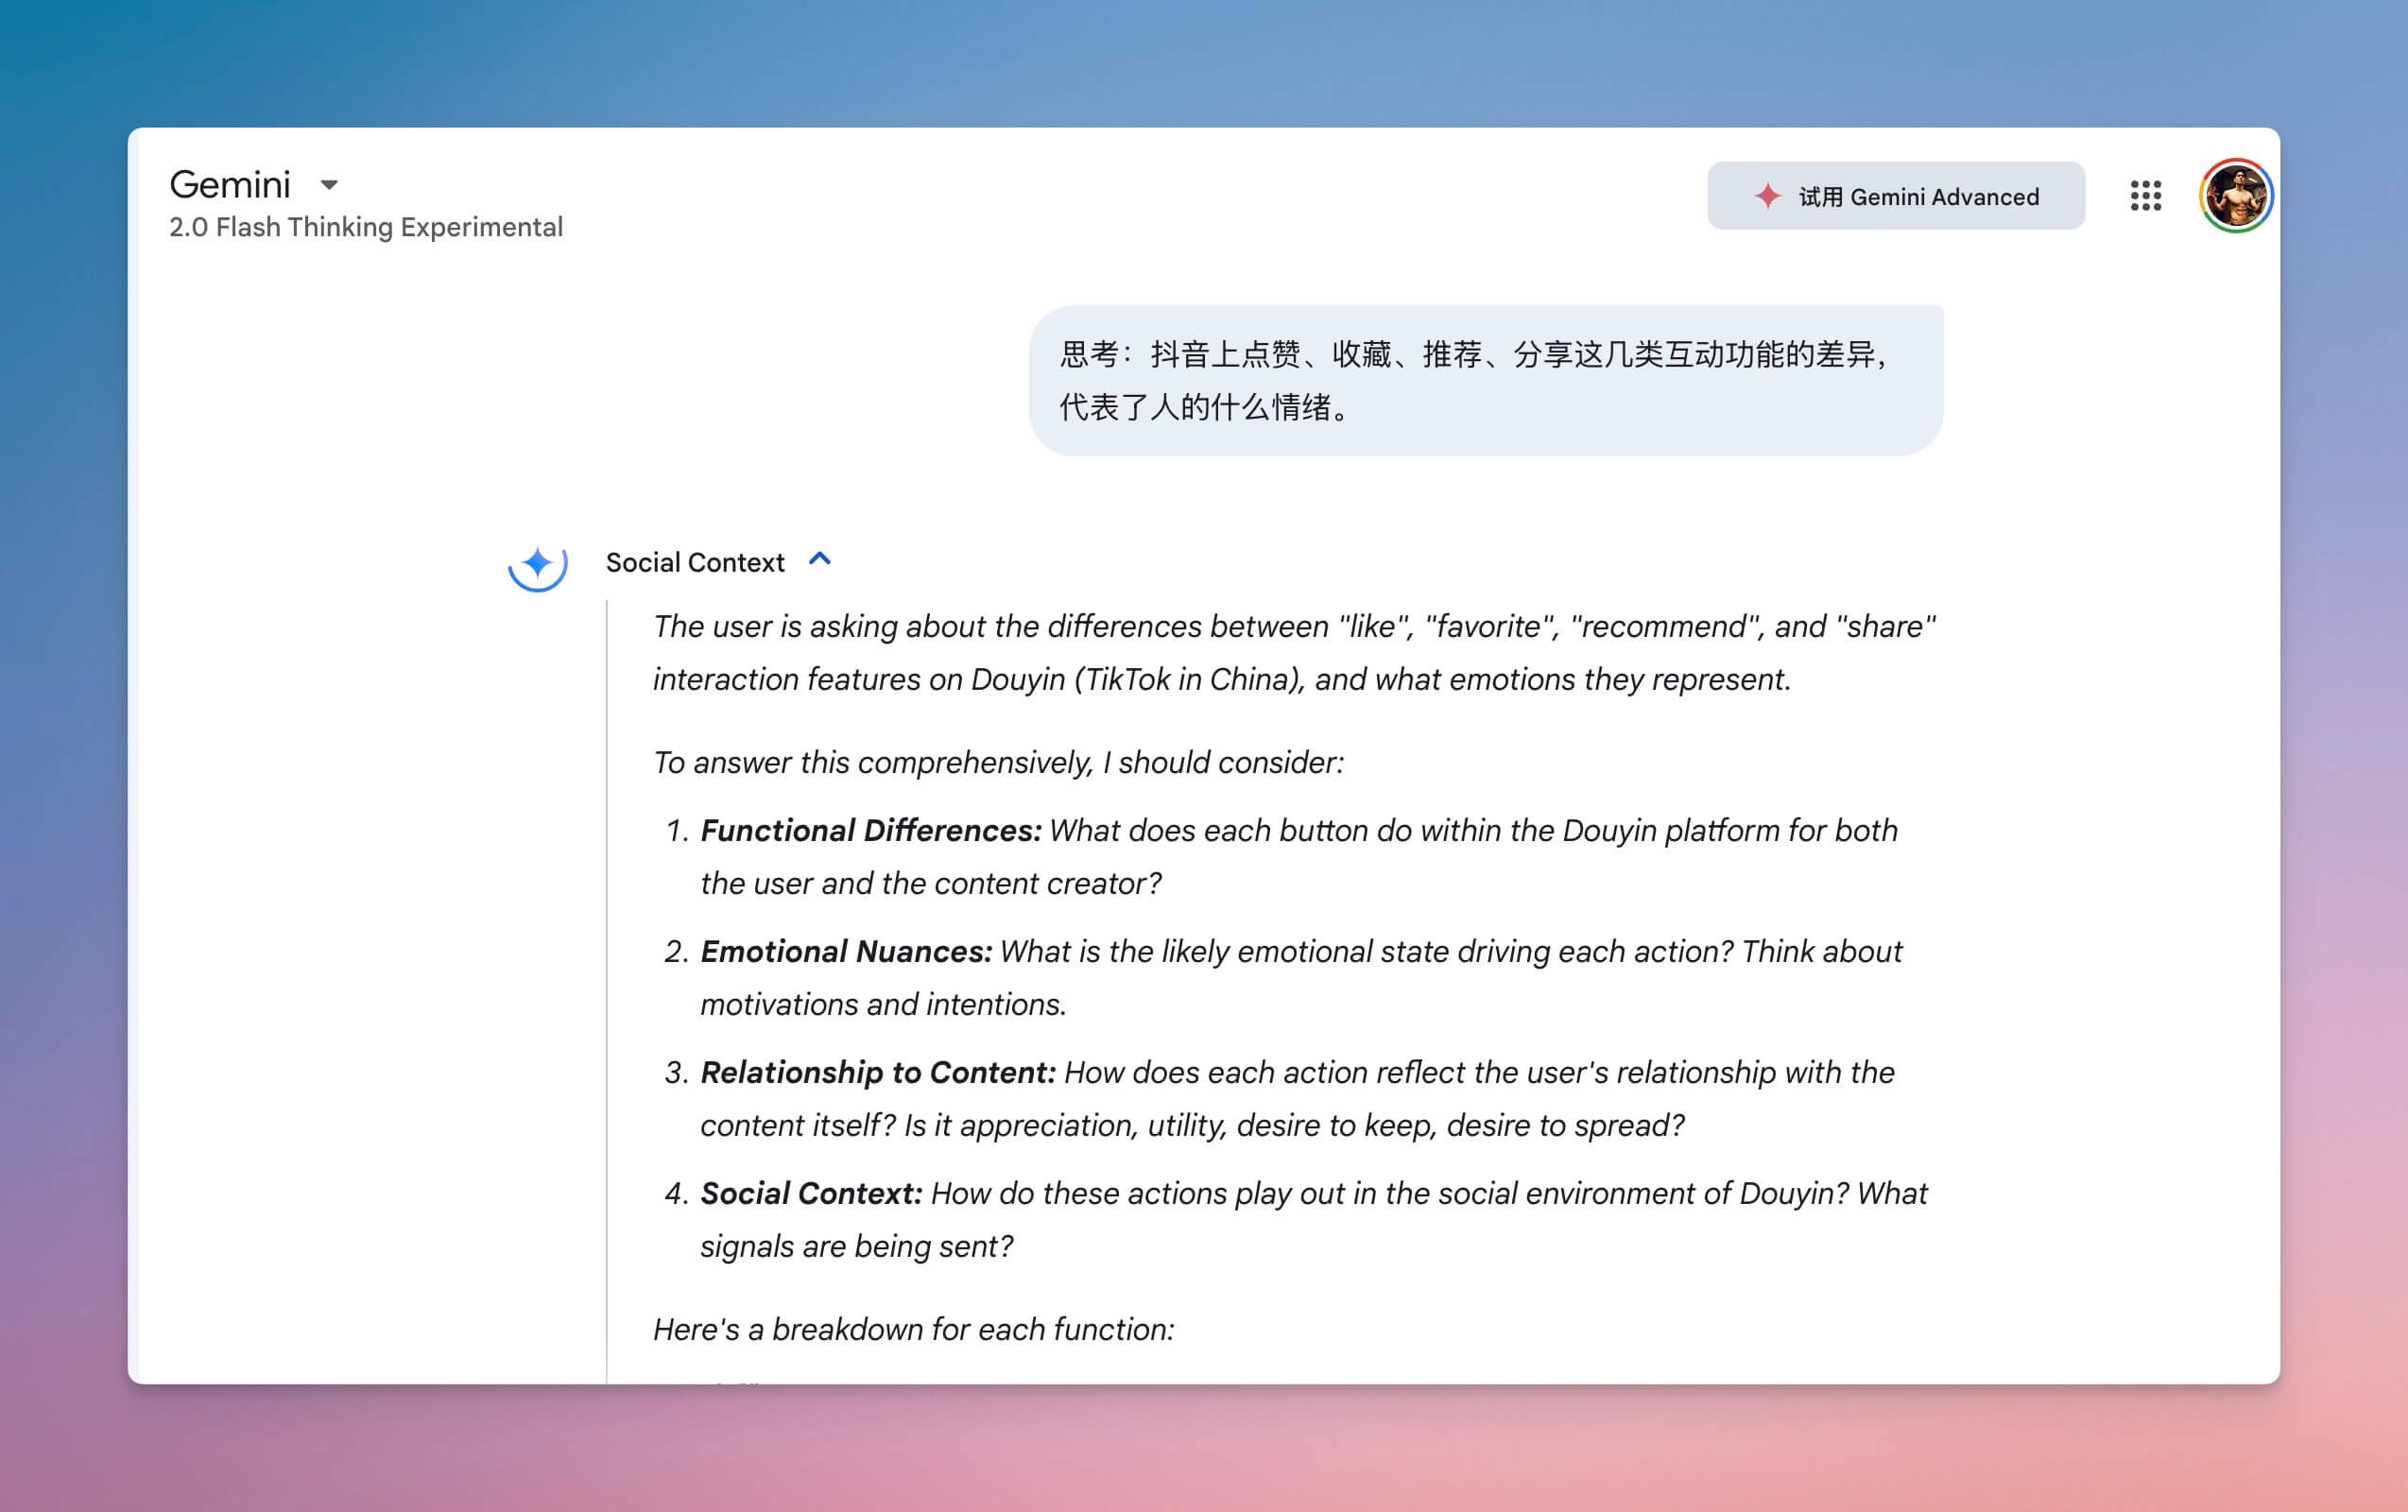 Gemini
2.0 Flash Thinking Experimental
试用 Gemini Advanced
思考：抖音上点赞、收藏、推荐、分享这几类互动功能的差异，
代表了人的什么情绪。
Social Context
The user is asking about the differences between "like", "favorite", "recommend", and "share"
interaction features on Douyin (TikTok in China), and what emotions they represent.
To answer this comprehensively, I should consider:
1. Functional Differences: What does each button do within the Douyin platform for both
the user and the content creator?
2. Emotional Nuances: What is the likely emotional state driving each action? Think about
motivations and intentions.
3. Relationship to Content: How does each action reflect the user's relationship with the
content itself? Is it appreciation, utility, desire to keep, desire to spread?
4. Social Context: How do these actions play out in the social environment of Douyin? What
signals are being sent?
Here's a breakdown for each function: